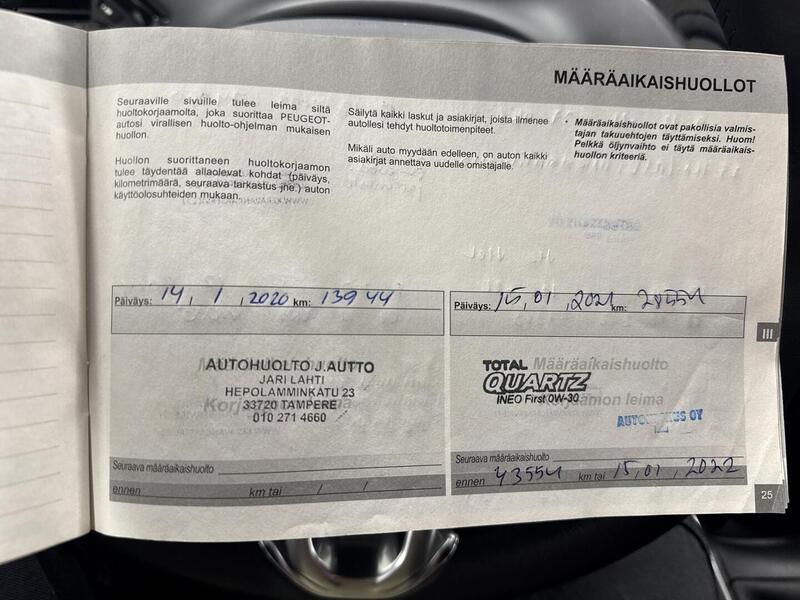 MÄÄRÄAIKAISHUOLLOT
Seuraaville sivuille tulee leima siltä
huoltokorjaamolta, joka suorittaa PEUGEOT-
autosi virallisen huolto-ohjelman mukaisen
huollon.
Huollon suorittaneen huoltokorjaamon
tulee täydentää allaolevat kohdat (päiväys,
kilometrimäärä, seuraava tarkastus jne.) auton
käyttöolosuhteiden mukaan.
Säilytä kaikki laskut ja asiakirjat, joista ilmenee
autollesi tehdyt huoltotoimenpiteet.
Mikäli auto myydään edelleen, on auton kaikki
asiakirjat annettava uudelle omistajalle.
• Määräaikaishuollot ovat pakollisia valmis-
tajan takuuehtojen täyttämiseksi. Huom!
Pelkkä öljynvaihto ei täytä määräaikais-
huollon kriteeriä.
Päiväys: 14, 1, 2020 km: 13944
AUTOHUOLTO J.AUTTO
JARI LAHTI
HEPOLAMMINKATU 23
33720 TAMPERE
010 271 4660
Seuraava määräaikaishuolto
ennen km tai / /
Päiväys: 15, 01, 2021 km: 28554
Määräaikaishuolto
Korjaamon leima
TOTAL
QUARTZ
INEO First 0W-30
OY
Seuraava määräaikaishuolto
ennen 43554 km tai 15, 01, 2022
III
25